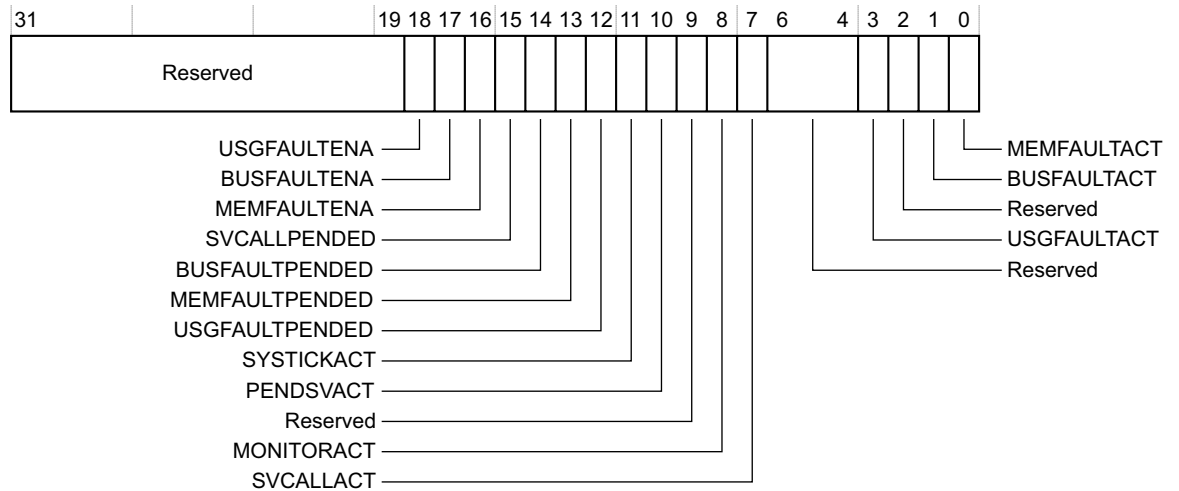 31 19 18 17 16 15 14 13 12 11 10 9 8 7 6 4 3 2 1 0
Reserved
USGFAULTENA MEMFAULTACT
BUSFAULTENA BUSFAULTACT
MEMFAULTENA Reserved
SVCALLPENDED USGFAULTACT
BUSFAULTPENDED Reserved
MEMFAULTPENDED
USGFAULTPENDED
SYSTICKACT
PENDSVACT
Reserved
MONITORACT
SVCALLACT